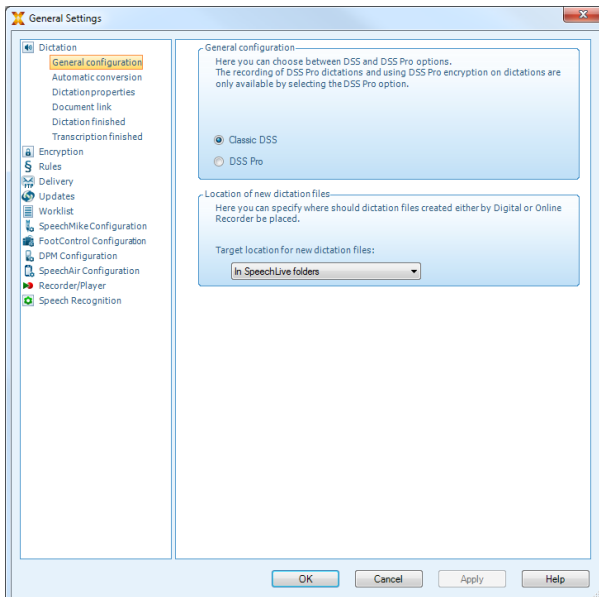 General Settings
Dictation
General configuration
Automatic conversion
Dictation properties
Document link
Dictation finished
Transcription finished
Encryption
Rules
Delivery
Updates
Worklist
SpeechMike Configuration
FootControl Configuration
DPM Configuration
SpeechAir Configuration
Recorder/Player
Speech Recognition
General configuration
Here you can choose between DSS and DSS Pro options.
The recording of DSS Pro dictations and using DSS Pro encryption on dictations are
only available by selecting the DSS Pro option.
Classic DSS
DSS Pro
Location of new dictation files
Here you can specify where should dictation files created either by Digital or Online
Recorder be placed.
Target location for new dictation files:
In SpeechLive folders
OK
Cancel
Apply
Help